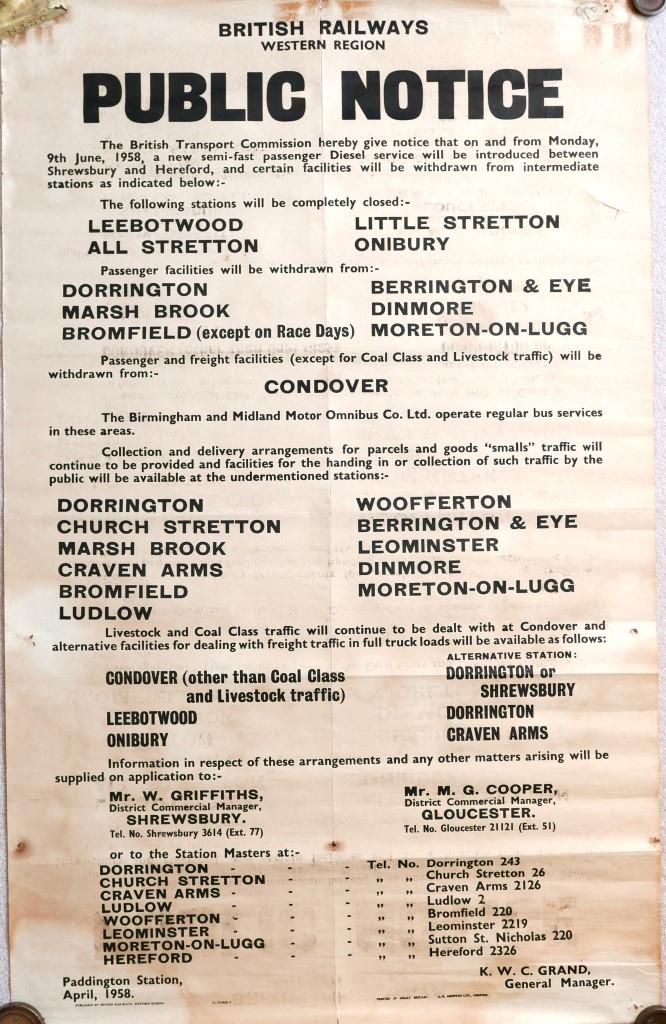 BRITISH RAILWAYS
WESTERN REGION
PUBLIC NOTICE
The British Transport Commission hereby give notice that on and from Monday,
9th June, 1958, a new semi-fast passenger Diesel service will be introduced between
Shrewsbury and Hereford, and certain facilities will be withdrawn from intermediate
stations as indicated below:-
The following stations will be completely closed:-
LEEBOTWOOD LITTLE STRETTON
ALL STRETTON ONIBURY
Passenger facilities will be withdrawn from:-
DORRINGTON BERRINGTON & EYE
MARSH BROOK DINMORE
BROMFIELD (except on Race Days) MORETON-ON-LUGG
Passenger and freight facilities (except for Coal Class and Livestock traffic) will be
withdrawn from:-
CONDOVER
The Birmingham and Midland Motor Omnibus Co. Ltd. operate regular bus services
in these areas.
Collection and delivery arrangements for parcels and goods "smalls" traffic will
continue to be provided and facilities for the handing in or collection of such traffic by the
public will be available at the undermentioned stations:-
DORRINGTON WOOFFERTON
CHURCH STRETTON BERRINGTON & EYE
MARSH BROOK LEOMINSTER
CRAVEN ARMS DINMORE
BROMFIELD MORETON-ON-LUGG
LUDLOW
Livestock and Coal Class traffic will continue to be dealt with at Condover and
alternative facilities for dealing with freight traffic in full truck loads will be available as follows:
ALTERNATIVE STATION:
CONDOVER (other than Coal Class DORRINGTON or
and Livestock traffic) SHREWSBURY
LEEBOTWOOD DORRINGTON
ONIBURY CRAVEN ARMS
Information in respect of these arrangements and any other matters arising will be
supplied on application to:-
Mr. W. GRIFFITHS, Mr. M. G. COOPER,
District Commercial Manager, District Commercial Manager,
SHREWSBURY. GLOUCESTER.
Tel. No. Shrewsbury 3614 (Ext. 77) Tel. No. Gloucester 21121 (Ext. 51)
or to the Station Masters at:-
DORRINGTON - - - Tel. No. Dorrington 243
CHURCH STRETTON - - „ „ Church Stretton 26
CRAVEN ARMS - - - „ „ Craven Arms 2126
LUDLOW - - - „ „ Ludlow 2
WOOFFERTON - - - „ „ Bromfield 220
LEOMINSTER - - - „ „ Leominster 2219
MORETON-ON-LUGG - - „ „ Sutton St. Nicholas 220
HEREFORD - - - „ „ Hereford 2326
Paddington Station, K. W. C. GRAND,
April, 1958. General Manager.
PUBLISHED BY BRITISH RAILWAYS, WESTERN REGION PRINTED IN GREAT BRITAIN